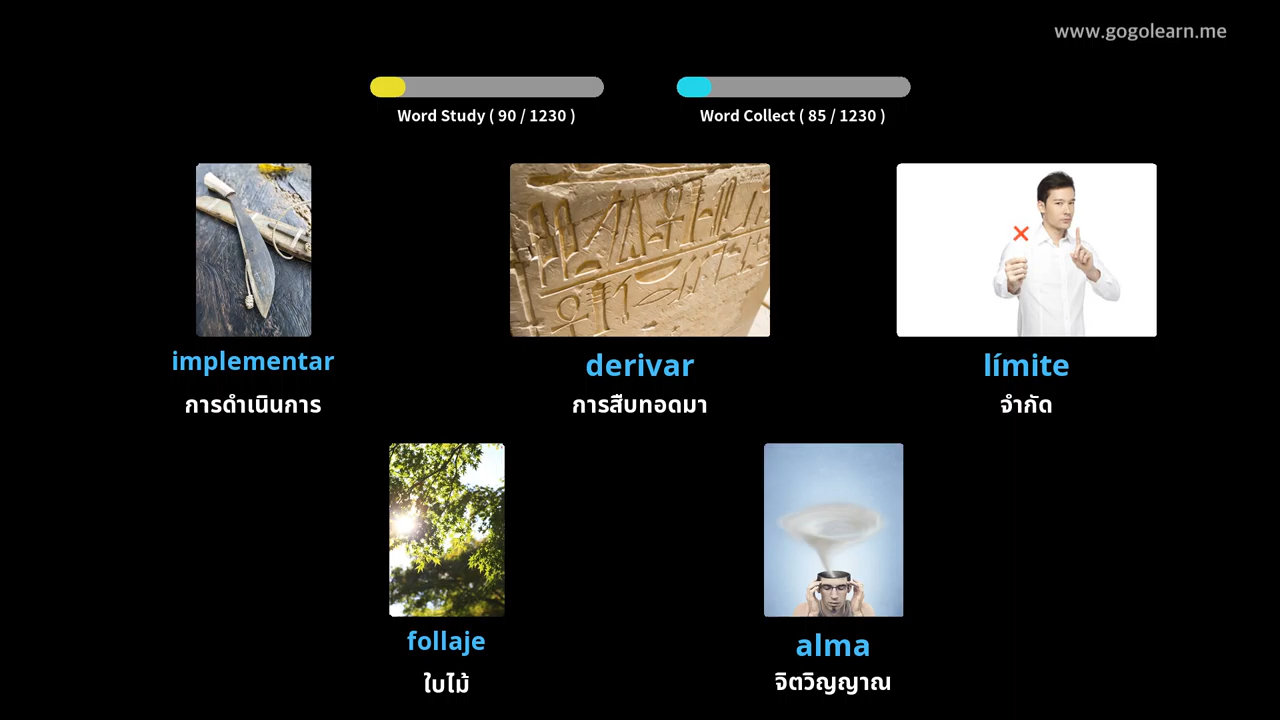 www.gogolearn.me
Word Study ( 90 / 1230 )
Word Collect ( 85 / 1230 )
implementar
การดำเนินการ
derivar
การสืบทอดมา
límite
จำกัด
follaje
ใบไม้
alma
จิตวิญญาณ